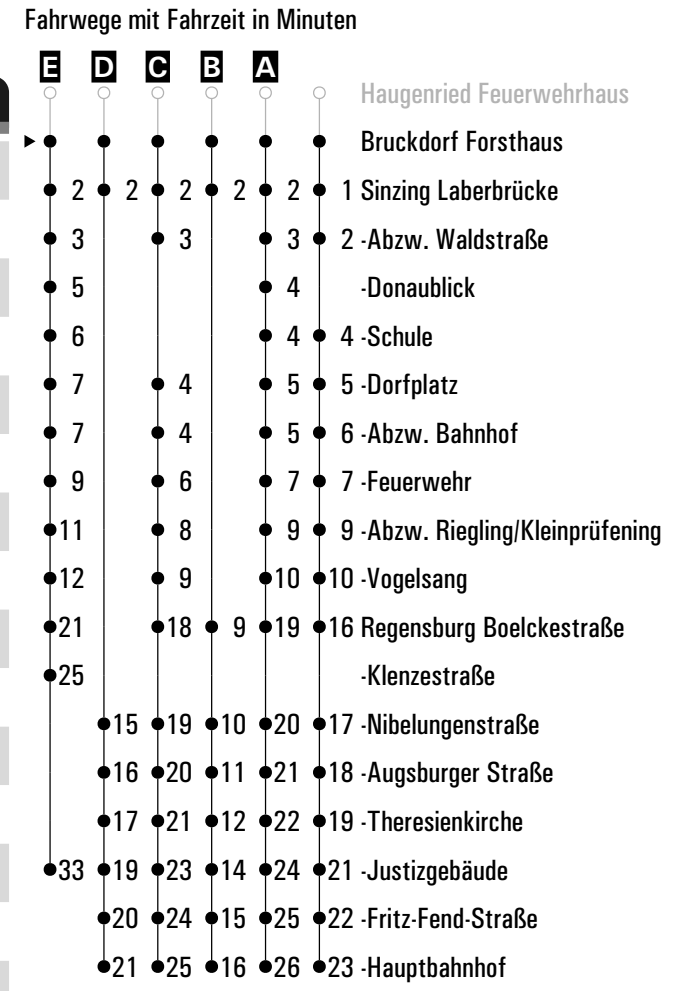 Fahrwege mit Fahrzeit in Minuten
E D C B A
Haugenried Feuerwehrhaus
Bruckdorf Forsthaus
2 2 2 2 2 1 Sinzing Laberbrücke
3 3 3 2 -Abzw. Waldstraße
5 4 -Donaublick
6 4 4 -Schule
7 4 5 5 -Dorfplatz
7 4 5 6 -Abzw. Bahnhof
9 6 7 7 -Feuerwehr
11 8 9 9 -Abzw. Riegling/Kleinprüfening
12 9 10 10 -Vogelsang
21 18 9 19 16 Regensburg Boelckestraße
25 -Klenzestraße
15 19 10 20 17 -Nibelungenstraße
16 20 11 21 18 -Augsburger Straße
17 21 12 22 19 -Theresienkirche
33 19 23 14 24 21 -Justizgebäude
20 24 15 25 22 -Fritz-Fend-Straße
21 25 16 26 23 -Hauptbahnhof